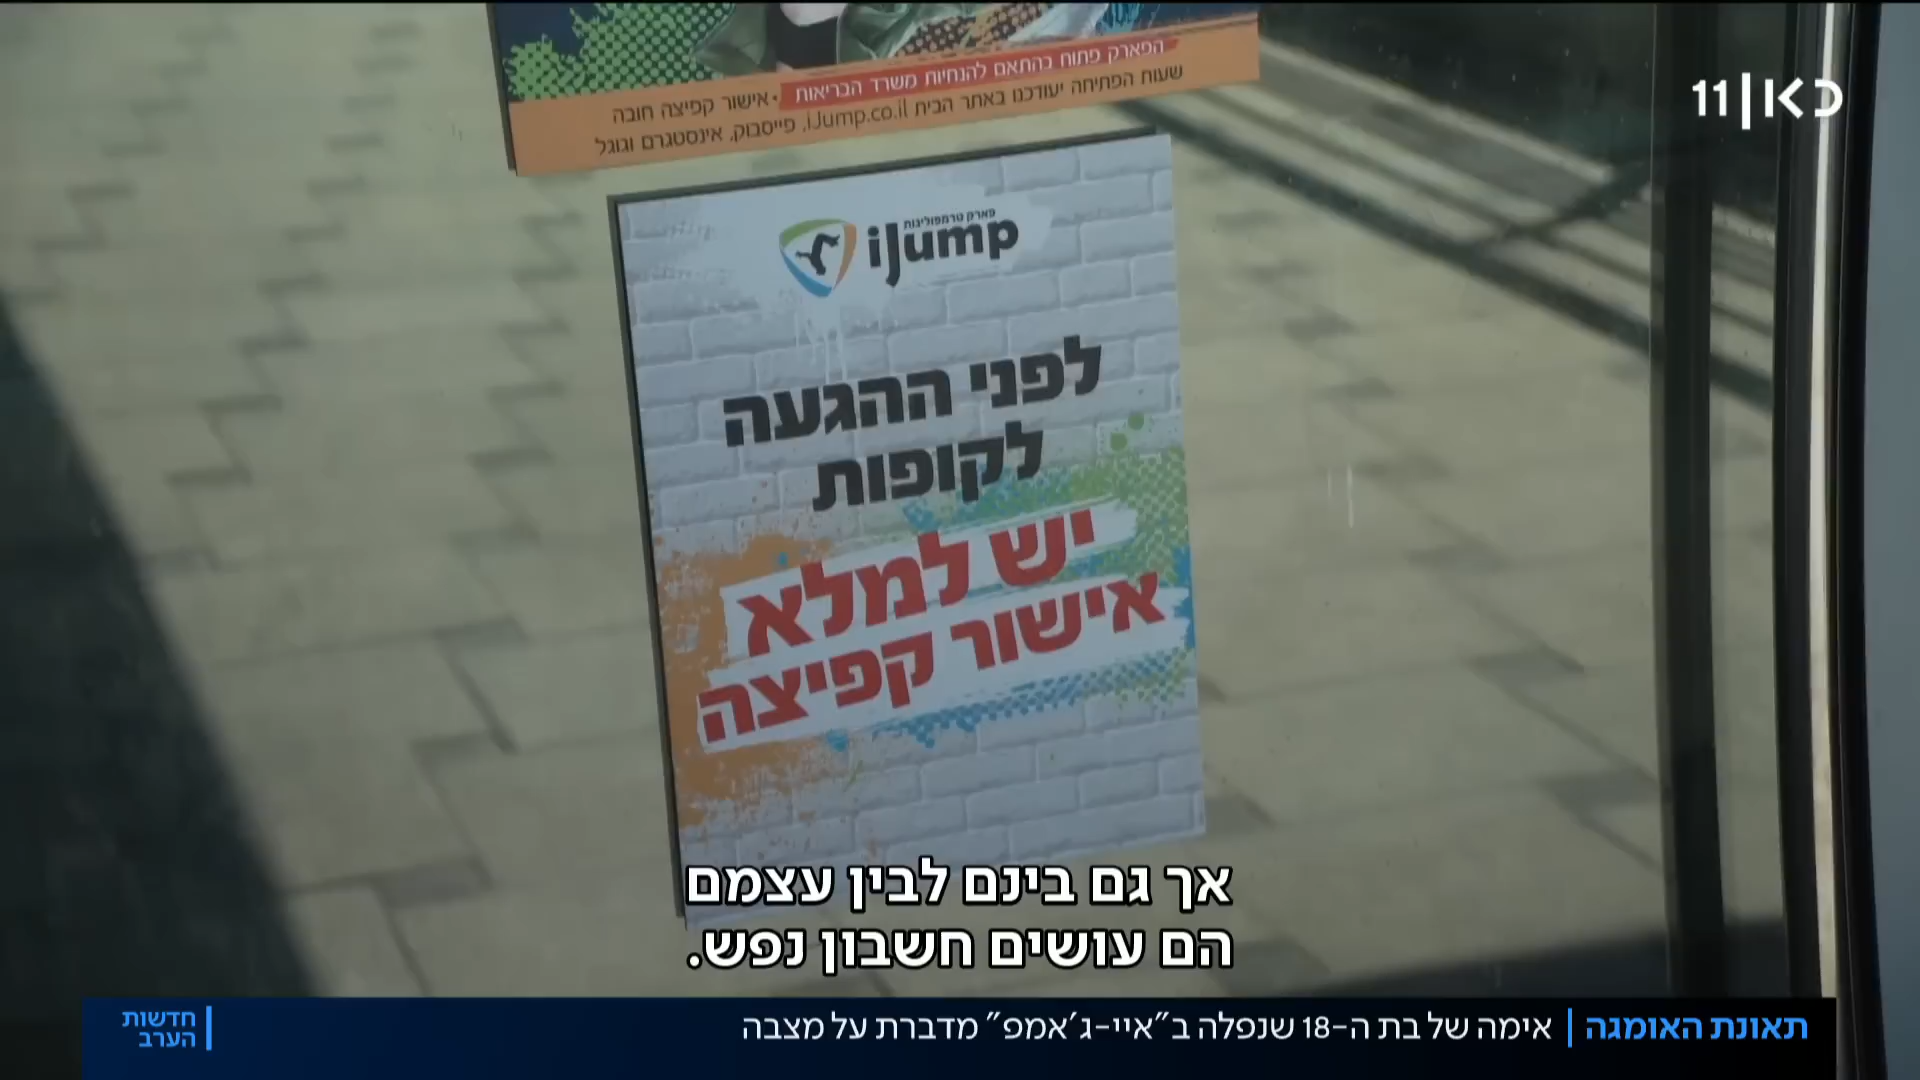 הפארק פתוח בהתאם להנחיות משרד הבריאות • אישור קפיצה חובה
שעות הפתיחה יעודכנו באתר הבית iJump.co.il, פייסבוק, אינסטגרם וגוגל
כאן|11
פארק טרמפולינות
iJump
לפני ההגעה
לקופות
יש למלא
אישור קפיצה
אך גם בינם לבין עצמם
הם עושים חשבון נפש.
תאונת האומגה | אימה של בת ה-18 שנפלה ב"איי-ג'אמפ" מדברת על מצבה
חדשות
הערב